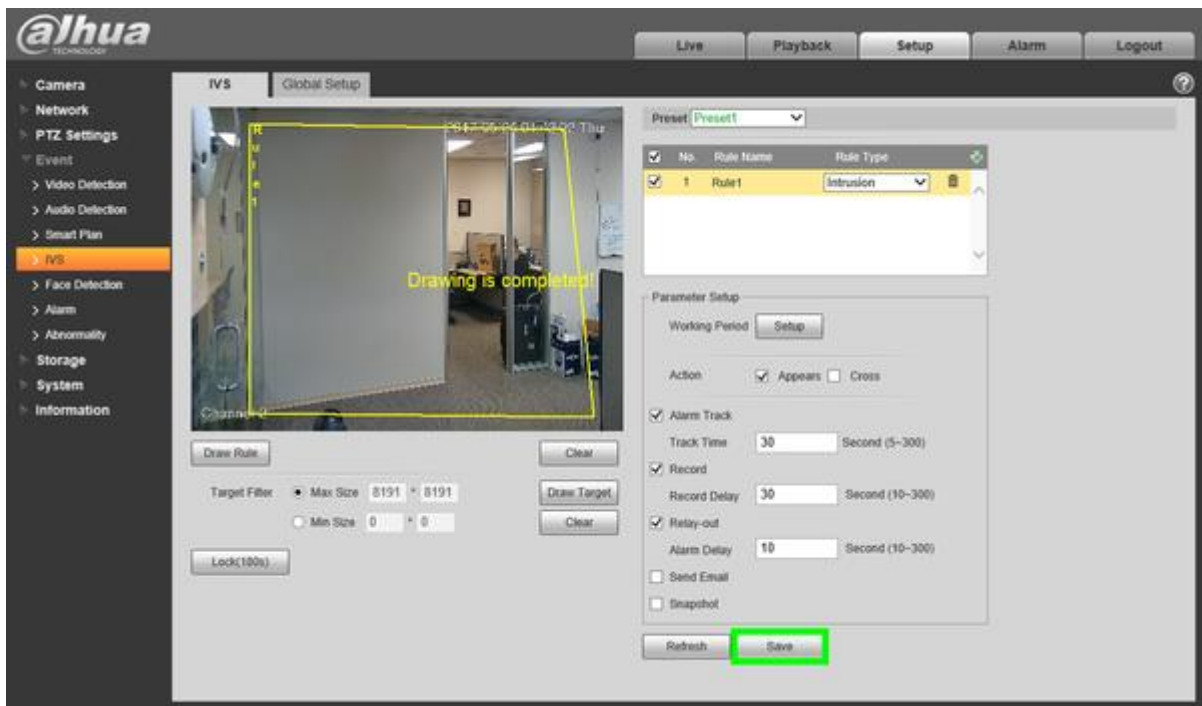 alhua
TECHNOLOGY
Live
Playback
Setup
Alarm
Logout
Camera
Network
PTZ Settings
Event
Video Detection
Audio Detection
Smart Plan
IVS
Face Detection
Alarm
Abnormality
Storage
System
Information
IVS
Global Setup
Rule1
Thu
Drawing is completed!
Channel 2
Draw Rule
Clear
Target Filter
Max Size 8191 * 8191
Draw Target
Min Size 0 * 0
Clear
Lock(180s)
Preset Preset1
No. Rule Name Rule Type
1 Rule1 Intrusion
Parameter Setup
Working Period Setup
Action Appears Cross
Alarm Track
Track Time 30 Second (5~300)
Record
Record Delay 30 Second (10~300)
Relay-out
Alarm Delay 10 Second (10~300)
Send Email
Snapshot
Refresh
Save